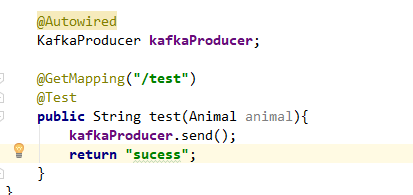 @Autowired
KafkaProducer kafkaProducer;
@GetMapping("/test")
@Test
public String test(Animal animal){
kafkaProducer.send();
return "sucess";
}
}